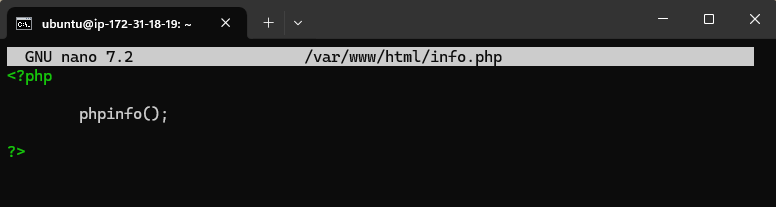 ubuntu@ip-172-31-18-19: ~
GNU nano 7.2 /var/www/html/info.php
<?php
phpinfo();
?>